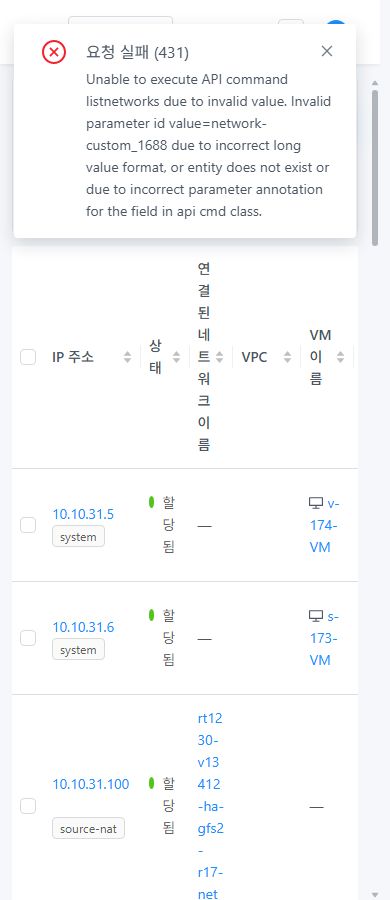 요청 실패 (431)
Unable to execute API command
listnetworks due to invalid value. Invalid
parameter id value=network-
custom_1688 due to incorrect long
value format, or entity does not exist or
due to incorrect parameter annotation
for the field in api cmd class.
IP 주소
상
태
연
결
된
네
트
워
크
이
름
VPC
VM
이
름
10.10.31.5
system
할
당
됨
—
v-
174-
VM
10.10.31.6
system
할
당
됨
—
s-
173-
VM
10.10.31.100
source-nat
할
당
됨
rt12
30-
v13
412
-ha-
gfs2
-
r17-
net
—